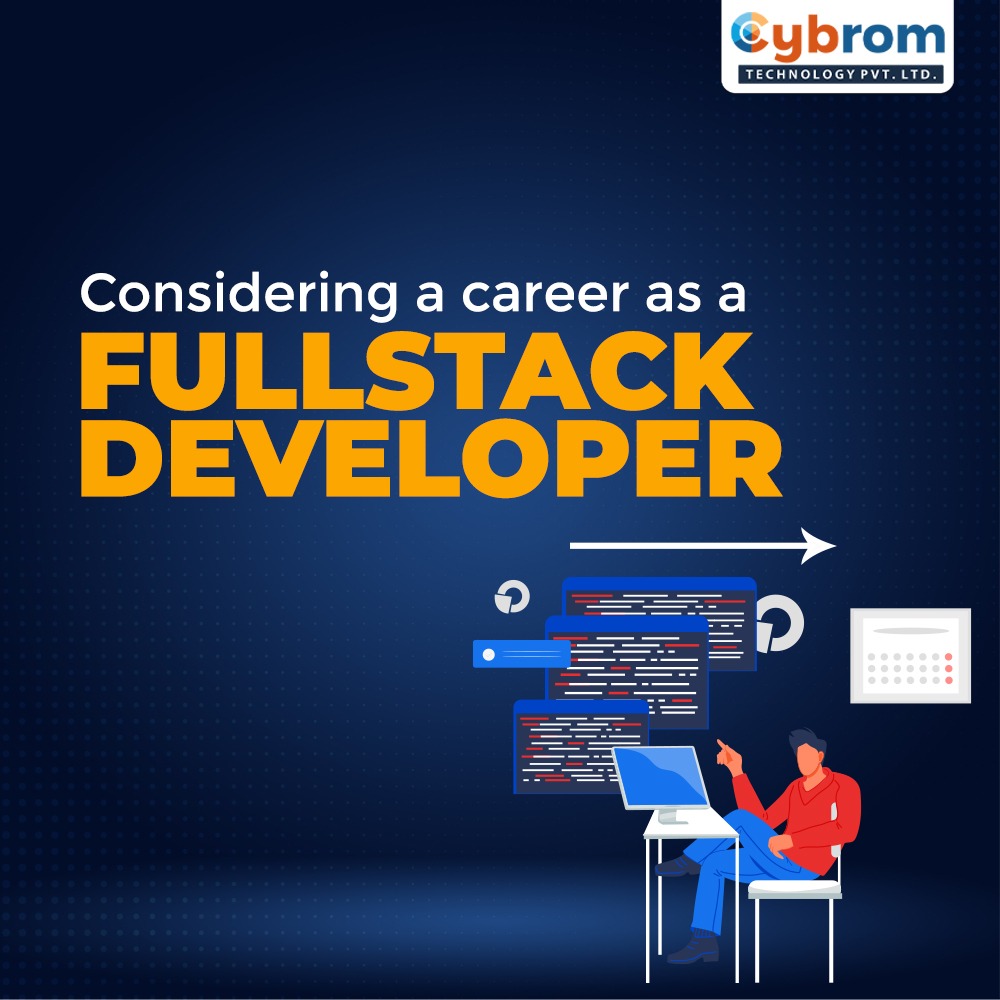 Cybrom
TECHNOLOGY PVT. LTD.
Considering a career as a
FULLSTACK
DEVELOPER